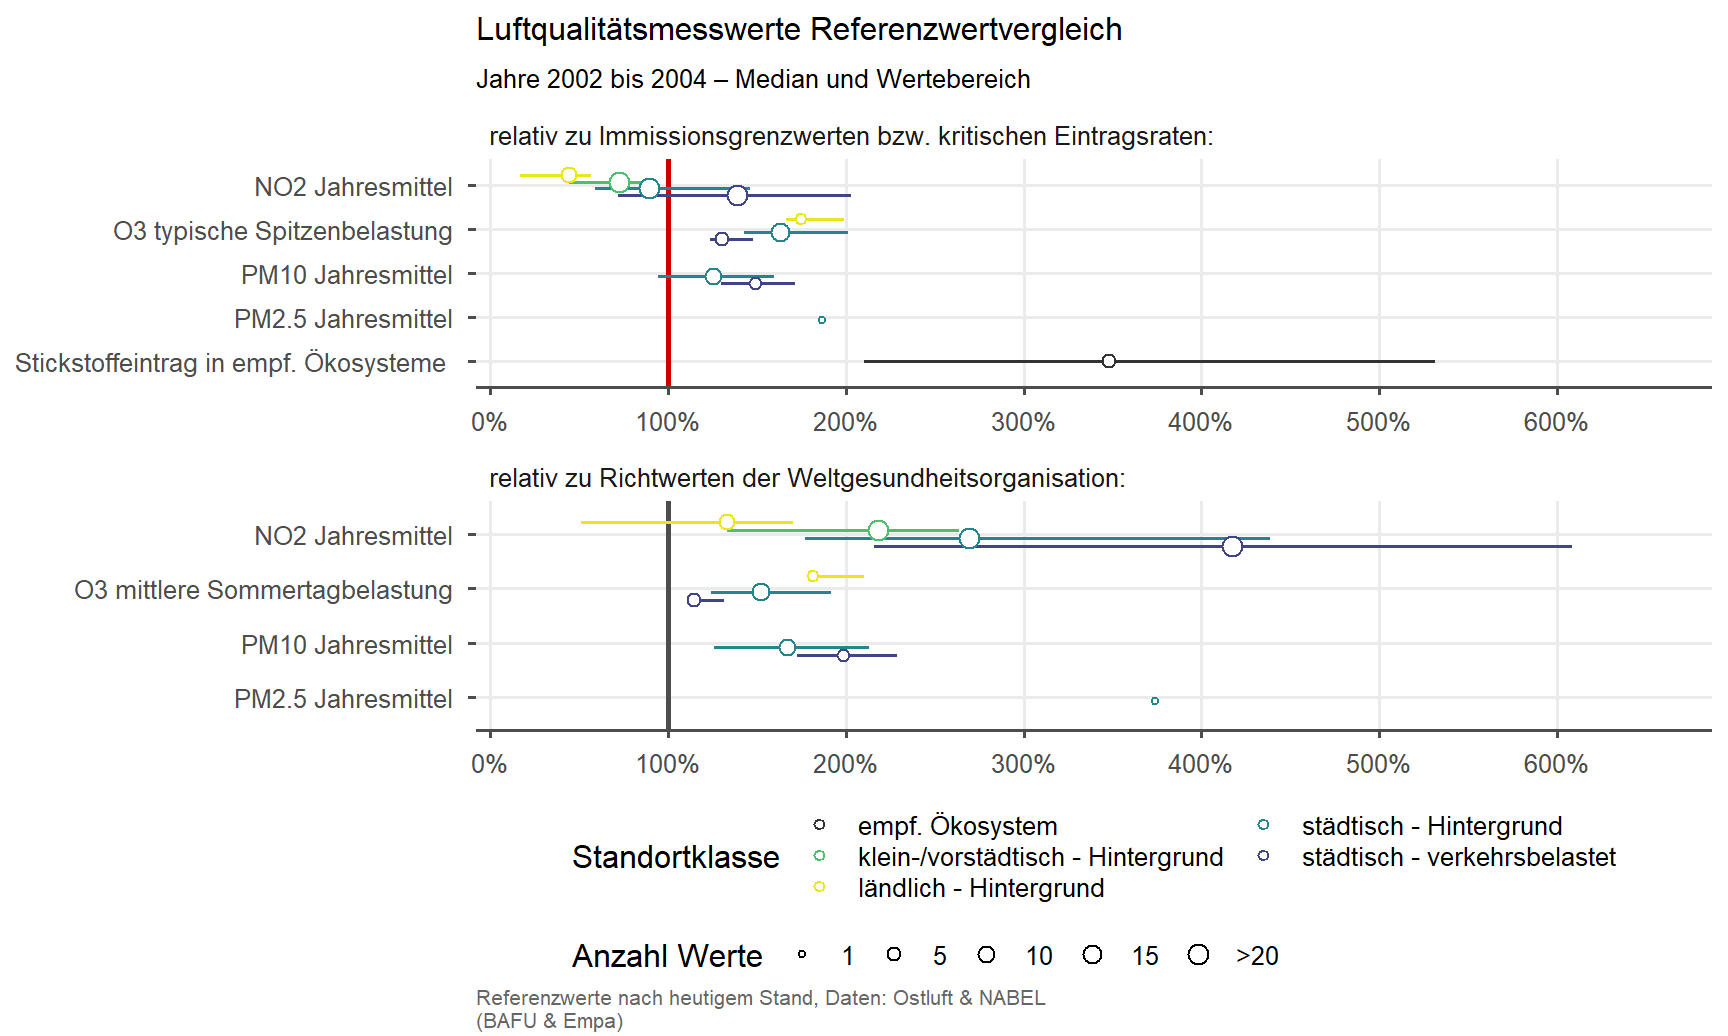 Luftqualitätsmesswerte Referenzwertvergleich
Jahre 2002 bis 2004 – Median und Wertebereich
relativ zu Immissionsgrenzwerten bzw. kritischen Eintragsraten:
NO2 Jahresmittel
O3 typische Spitzenbelastung
PM10 Jahresmittel
PM2.5 Jahresmittel
Stickstoffeintrag in empf. Ökosysteme
0% 100% 200% 300% 400% 500% 600%
relativ zu Richtwerten der Weltgesundheitsorganisation:
NO2 Jahresmittel
O3 mittlere Sommertagbelastung
PM10 Jahresmittel
PM2.5 Jahresmittel
0% 100% 200% 300% 400% 500% 600%
Standortklasse
empf. Ökosystem
klein-/vorstädtisch - Hintergrund
ländlich - Hintergrund
städtisch - Hintergrund
städtisch - verkehrsbelastet
Anzahl Werte 1 5 10 15 >20
Referenzwerte nach heutigem Stand, Daten: Ostluft & NABEL
(BAFU & Empa)